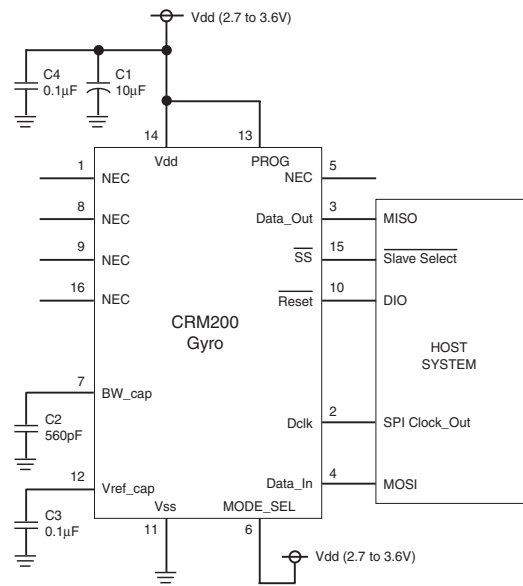 Vdd (2.7 to 3.6V)
C4
0.1μF
C1
10μF
14
13
Vdd
PROG
1
NEC
5
NEC
8
NEC
3
Data_Out
MISO
9
NEC
15
SS
Slave Select
16
NEC
10
Reset
DIO
CRM200
Gyro
HOST
SYSTEM
7
BW_cap
C2
560pF
2
Dclk
SPI Clock_Out
12
Vref_cap
4
Data_In
MOSI
C3
0.1μF
Vss
MODE_SEL
11
6
Vdd (2.7 to 3.6V)